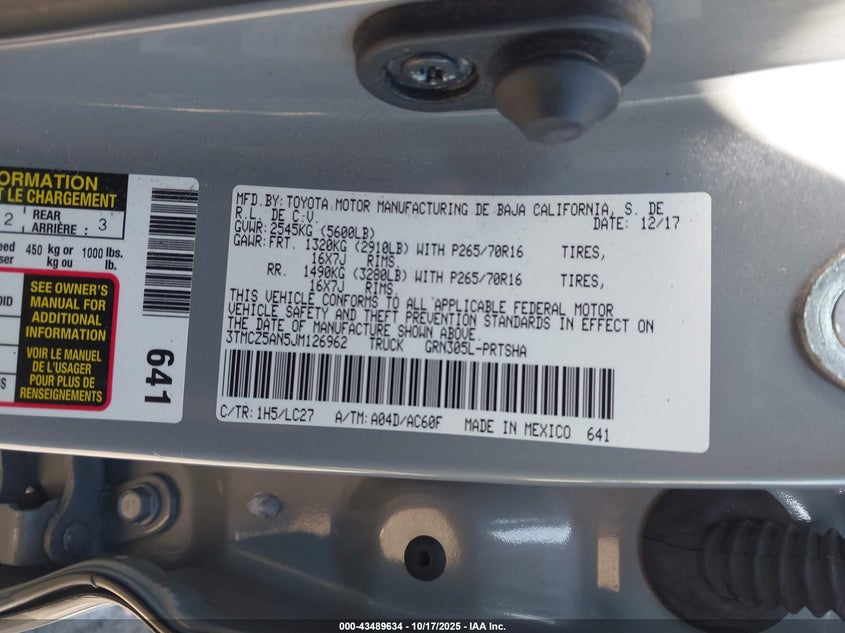 ORMATION
T LE CHARGEMENT
2 REAR ARRIÈRE : 3
450 kg or 1000 lbs.
kg ou lb.
SEE OWNER'S
MANUAL FOR
ADDITIONAL
INFORMATION
VOIR LE MANUEL
DE L'USAGER
POUR PLUS DE
RENSEIGNEMENTS
641
MFD.BY:TOYOTA MOTOR MANUFACTURING DE BAJA CALIFORNIA, S. DE
R.L. DE C.V. DATE: 12/17
GVWR: 2545KG (5600LB)
GAWR:FRT. 1320KG (2910LB) WITH P265/70R16 TIRES,
16X7J RIMS
RR. 1490KG (3280LB) WITH P265/70R16 TIRES,
16X7J RIMS
THIS VEHICLE CONFORMS TO ALL APPLICABLE FEDERAL MOTOR
VEHICLE SAFETY AND THEFT PREVENTION STANDARDS IN EFFECT ON
THE DATE OF MANUFACTURE SHOWN ABOVE.
3TMCZ5AN5JM126962 TRUCK GRN305L-PRTSHA
C/TR: 1H5/LC27 A/TM: A04D/AC60F MADE IN MEXICO 641
000-43489634 - 10/17/2025 - IAA Inc.